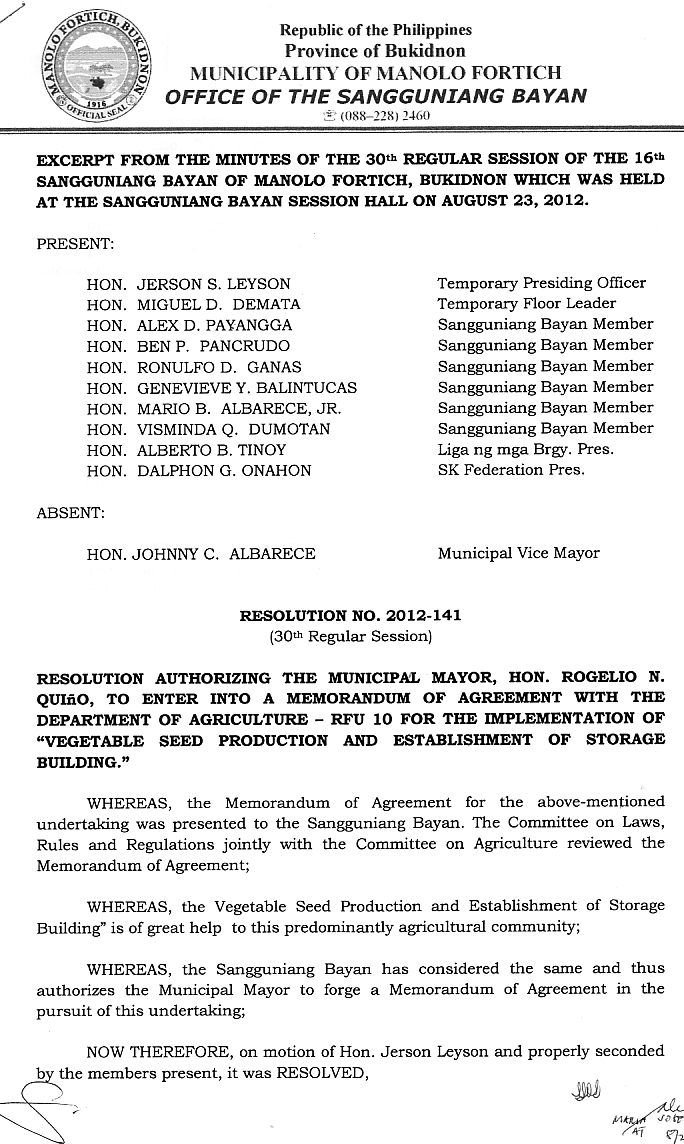 Republic of the Philippines
Province of Bukidnon
MUNICIPALITY OF MANOLO FORTICH
OFFICE OF THE SANGGUNIANG BAYAN
☏ (088–228) 2460
MANOLO FORTICH, BUKIDNON
1916
OFFICIAL SEAL
EXCERPT FROM THE MINUTES OF THE 30th REGULAR SESSION OF THE 16th
SANGGUNIANG BAYAN OF MANOLO FORTICH, BUKIDNON WHICH WAS HELD
AT THE SANGGUNIANG BAYAN SESSION HALL ON AUGUST 23, 2012.
PRESENT:
HON. JERSON S. LEYSON Temporary Presiding Officer
HON. MIGUEL D. DEMATA Temporary Floor Leader
HON. ALEX D. PAYANGGA Sangguniang Bayan Member
HON. BEN P. PANCRUDO Sangguniang Bayan Member
HON. RONULFO D. GANAS Sangguniang Bayan Member
HON. GENEVIEVE Y. BALINTUCAS Sangguniang Bayan Member
HON. MARIO B. ALBARECE, JR. Sangguniang Bayan Member
HON. VISMINDA Q. DUMOTAN Sangguniang Bayan Member
HON. ALBERTO B. TINOY Liga ng mga Brgy. Pres.
HON. DALPHON G. ONAHON SK Federation Pres.
ABSENT:
HON. JOHNNY C. ALBARECE Municipal Vice Mayor
RESOLUTION NO. 2012-141
(30th Regular Session)
RESOLUTION AUTHORIZING THE MUNICIPAL MAYOR, HON. ROGELIO N.
QUIñO, TO ENTER INTO A MEMORANDUM OF AGREEMENT WITH THE
DEPARTMENT OF AGRICULTURE – RFU 10 FOR THE IMPLEMENTATION OF
“VEGETABLE SEED PRODUCTION AND ESTABLISHMENT OF STORAGE
BUILDING.”
WHEREAS, the Memorandum of Agreement for the above-mentioned
undertaking was presented to the Sangguniang Bayan. The Committee on Laws,
Rules and Regulations jointly with the Committee on Agriculture reviewed the
Memorandum of Agreement;
WHEREAS, the Vegetable Seed Production and Establishment of Storage
Building” is of great help to this predominantly agricultural community;
WHEREAS, the Sangguniang Bayan has considered the same and thus
authorizes the Municipal Mayor to forge a Memorandum of Agreement in the
pursuit of this undertaking;
NOW THEREFORE, on motion of Hon. Jerson Leyson and properly seconded
by the members present, it was RESOLVED,